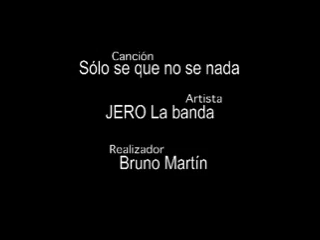 Canción
Sólo se que no se nada
Artista
JERO La banda
Realizador
Bruno Martín